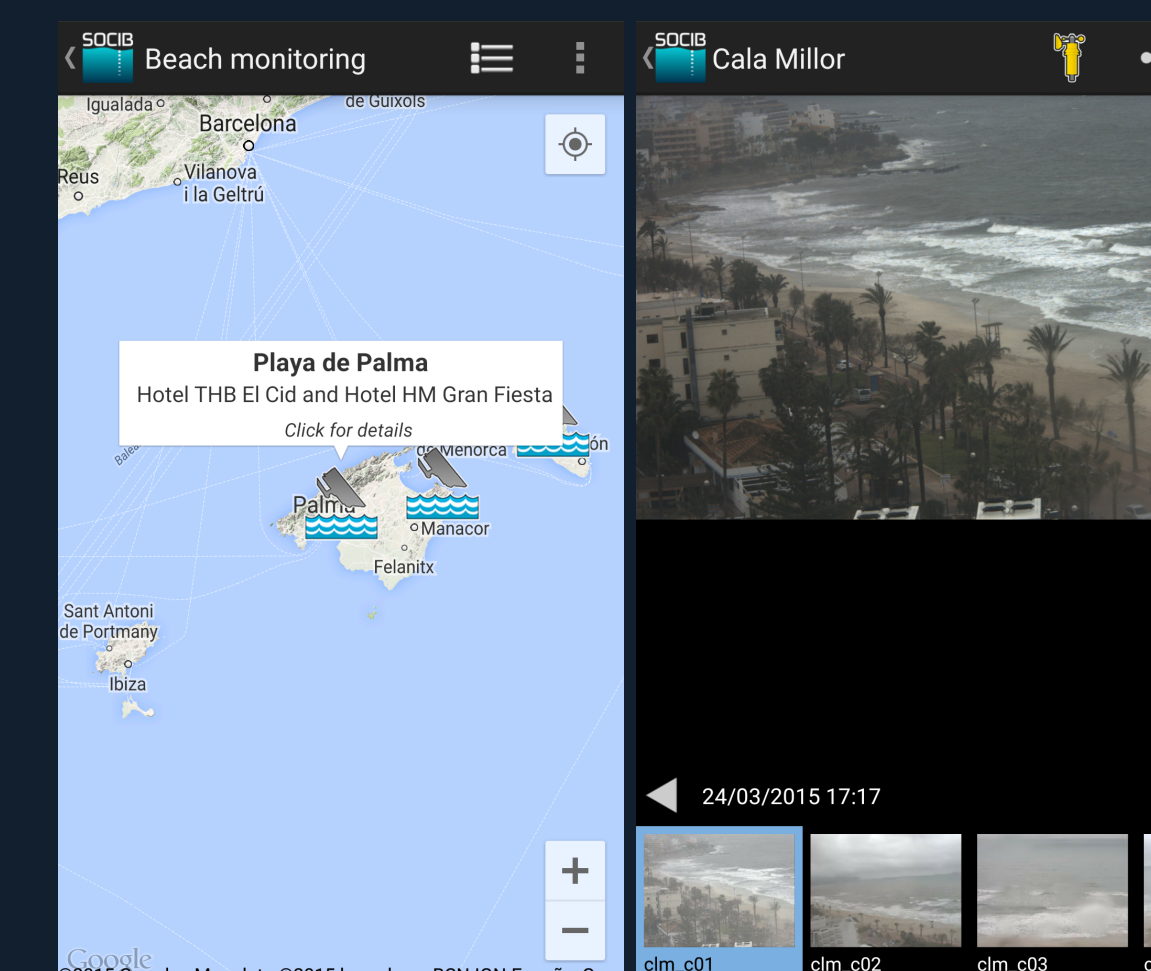 SOCIB
Beach monitoring
Igualada
de Guíxols
Barcelona
Reus
Vilanova
i la Geltrú
Playa de Palma
Hotel THB El Cid and Hotel HM Gran Fiesta
Click for details
de Menorca
Palma
Manacor
Felanitx
Sant Antoni
de Portmany
Ibiza
+
−
Google
SOCIB
Cala Millor
24/03/2015 17:17
clm_c01
clm_c02
clm_c03